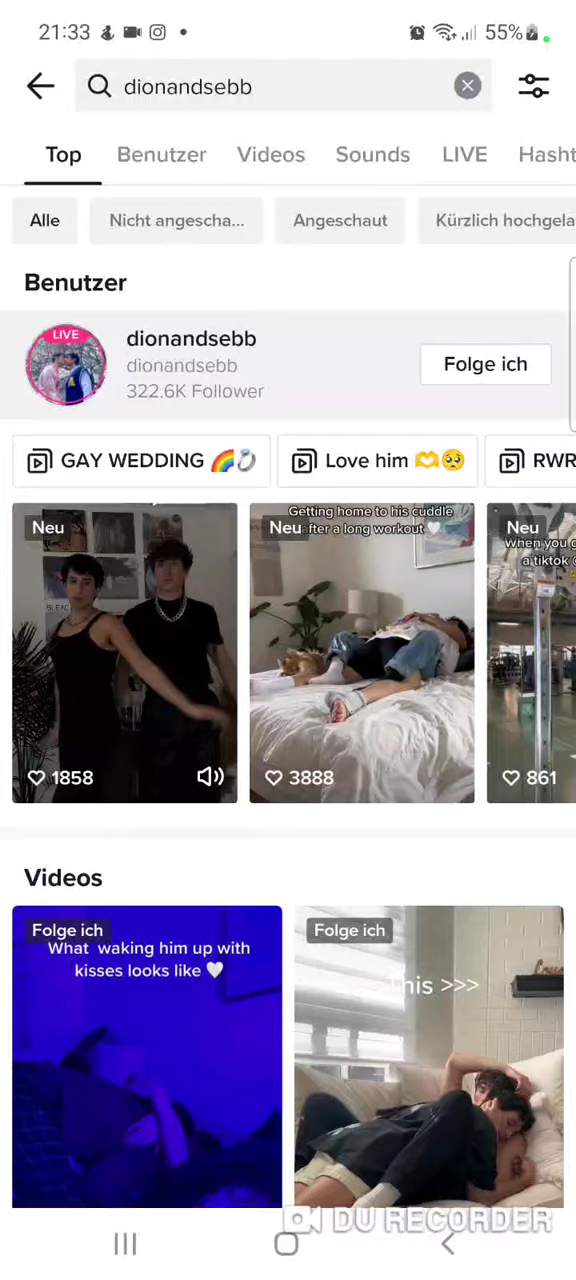 21:33
55%
dionandsebb
Top Benutzer Videos Sounds LIVE Hasht
Alle Nicht angescha... Angeschaut Kürzlich hochgela
Benutzer
LIVE
dionandsebb
dionandsebb
322.6K Follower
Folge ich
GAY WEDDING 🌈💍 Love him 🫶🥺 RWR
Neu
Getting home to his cuddle
Neu after a long workout 🤍
Neu
When you g
a tiktok
BLEAC
1858
3888
861
Videos
Folge ich
What waking him up with
kisses looks like 🤍
Folge ich
This >>>
DU RECORDER